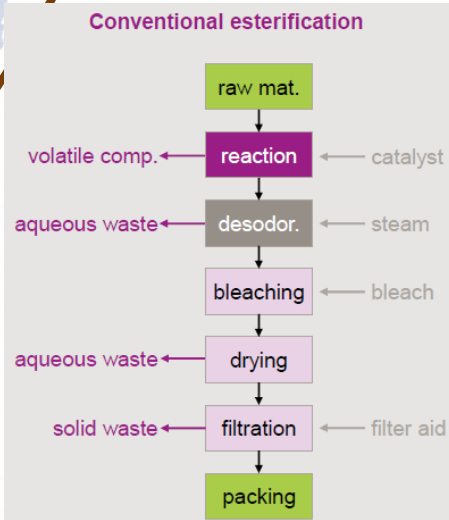 Conventional esterification
raw mat.
volatile comp. reaction catalyst
aqueous waste desodor. steam
bleaching bleach
aqueous waste drying
solid waste filtration filter aid
packing